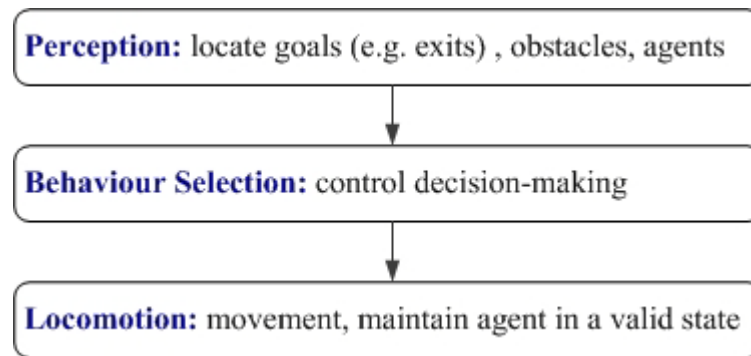 Perception: locate goals (e.g. exits) , obstacles, agents
Behaviour Selection: control decision-making
Locomotion: movement, maintain agent in a valid state